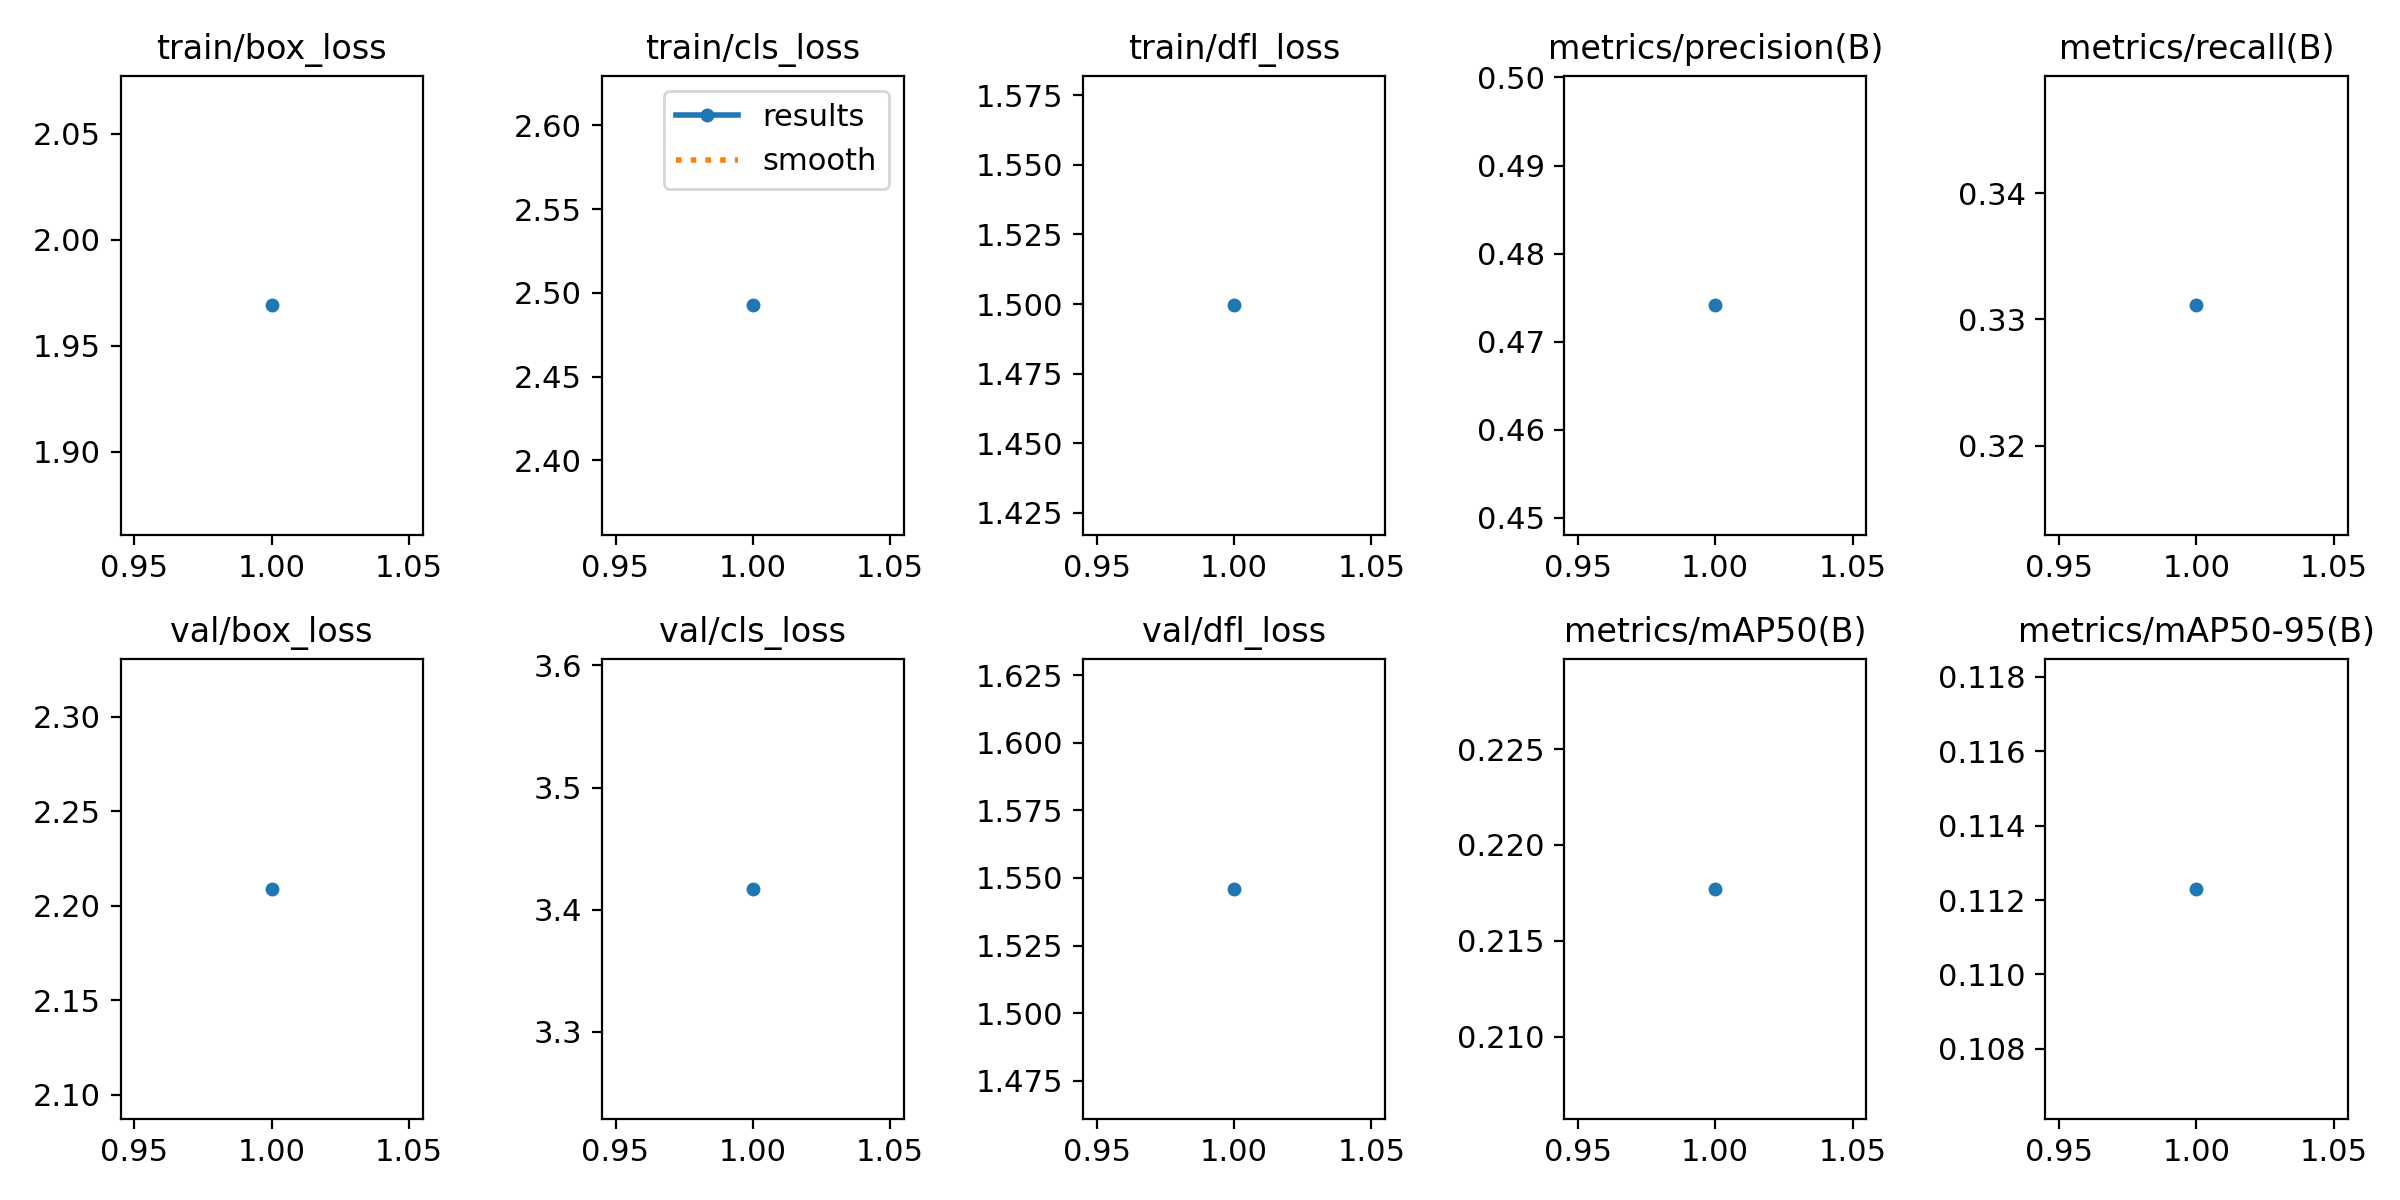 train/box_loss
2.05
2.00
1.95
1.90
0.95 1.00 1.05
train/cls_loss
results
smooth
2.60
2.55
2.50
2.45
2.40
0.95 1.00 1.05
train/dfl_loss
1.575
1.550
1.525
1.500
1.475
1.450
1.425
0.95 1.00 1.05
metrics/precision(B)
0.50
0.49
0.48
0.47
0.46
0.45
0.95 1.00 1.05
metrics/recall(B)
0.34
0.33
0.32
0.95 1.00 1.05
val/box_loss
2.30
2.25
2.20
2.15
2.10
0.95 1.00 1.05
val/cls_loss
3.6
3.5
3.4
3.3
0.95 1.00 1.05
val/dfl_loss
1.625
1.600
1.575
1.550
1.525
1.500
1.475
0.95 1.00 1.05
metrics/mAP50(B)
0.225
0.220
0.215
0.210
0.95 1.00 1.05
metrics/mAP50-95(B)
0.118
0.116
0.114
0.112
0.110
0.108
0.95 1.00 1.05